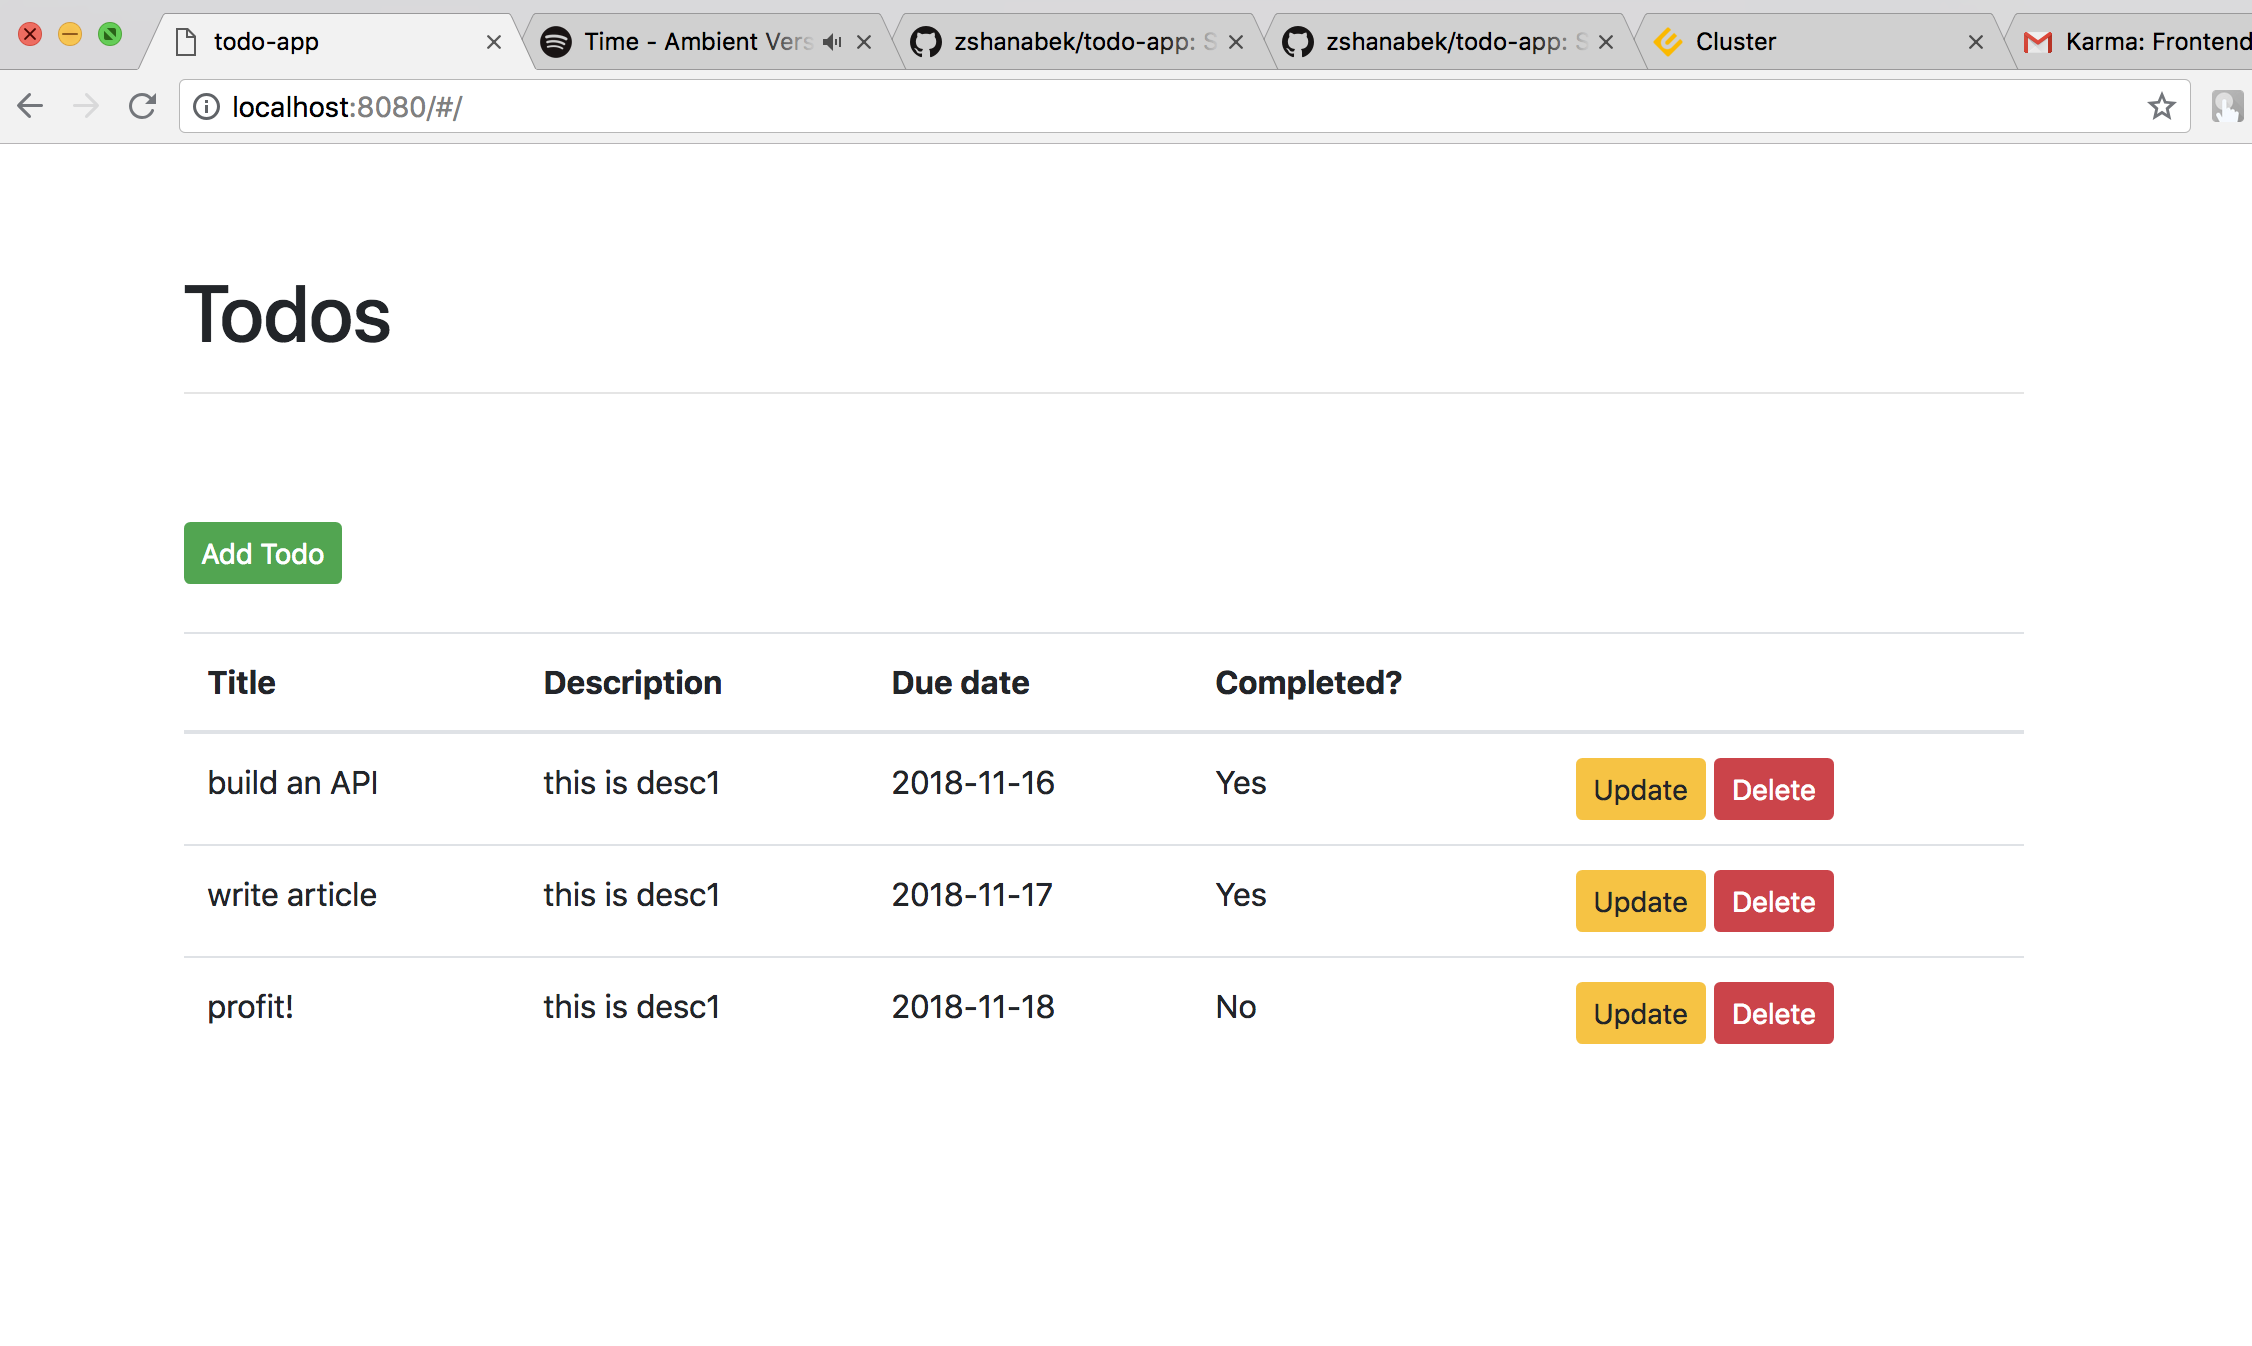 todo-app
Time - Ambient Vers
zshanabek/todo-app: S
zshanabek/todo-app: S
Cluster
Karma: Frontend
localhost:8080/#/
Todos
Add Todo
Title Description Due date Completed?
build an API this is desc1 2018-11-16 Yes Update Delete
write article this is desc1 2018-11-17 Yes Update Delete
profit! this is desc1 2018-11-18 No Update Delete